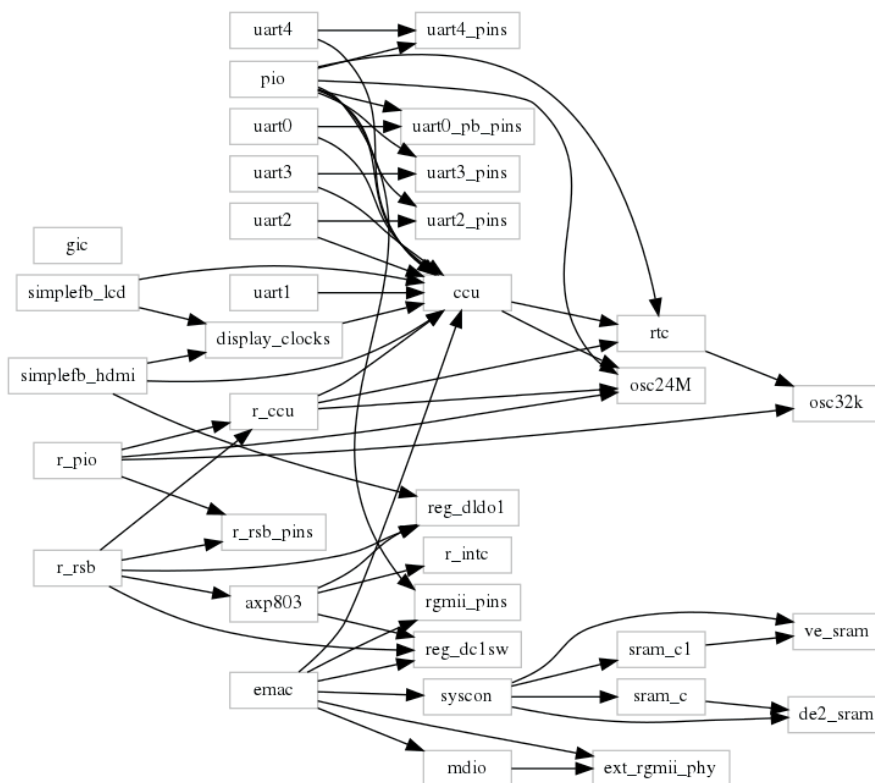 uart4
uart4_pins
pio
uart0
uart0_pb_pins
uart3
uart3_pins
uart2
uart2_pins
gic
simplefb_lcd
uart1
ccu
display_clocks
rtc
simplefb_hdmi
osc24M
osc32k
r_ccu
r_pio
reg_dldo1
r_rsb_pins
r_intc
r_rsb
axp803
rgmii_pins
ve_sram
reg_dc1sw
sram_c1
emac
syscon
sram_c
de2_sram
mdio
ext_rgmii_phy